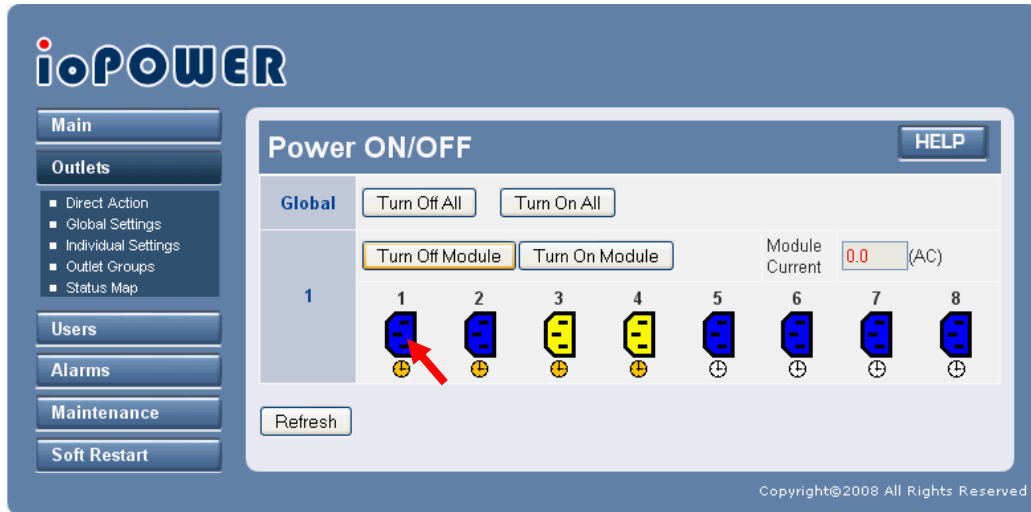 ioPOWER
Main
Outlets
Direct Action
Global Settings
Individual Settings
Outlet Groups
Status Map
Users
Alarms
Maintenance
Soft Restart
Power ON/OFF
HELP
Global
Turn Off All
Turn On All
1
Turn Off Module
Turn On Module
Module
Current
0.0
(AC)
1 2 3 4 5 6 7 8
Refresh
Copyright©2008 All Rights Reserved